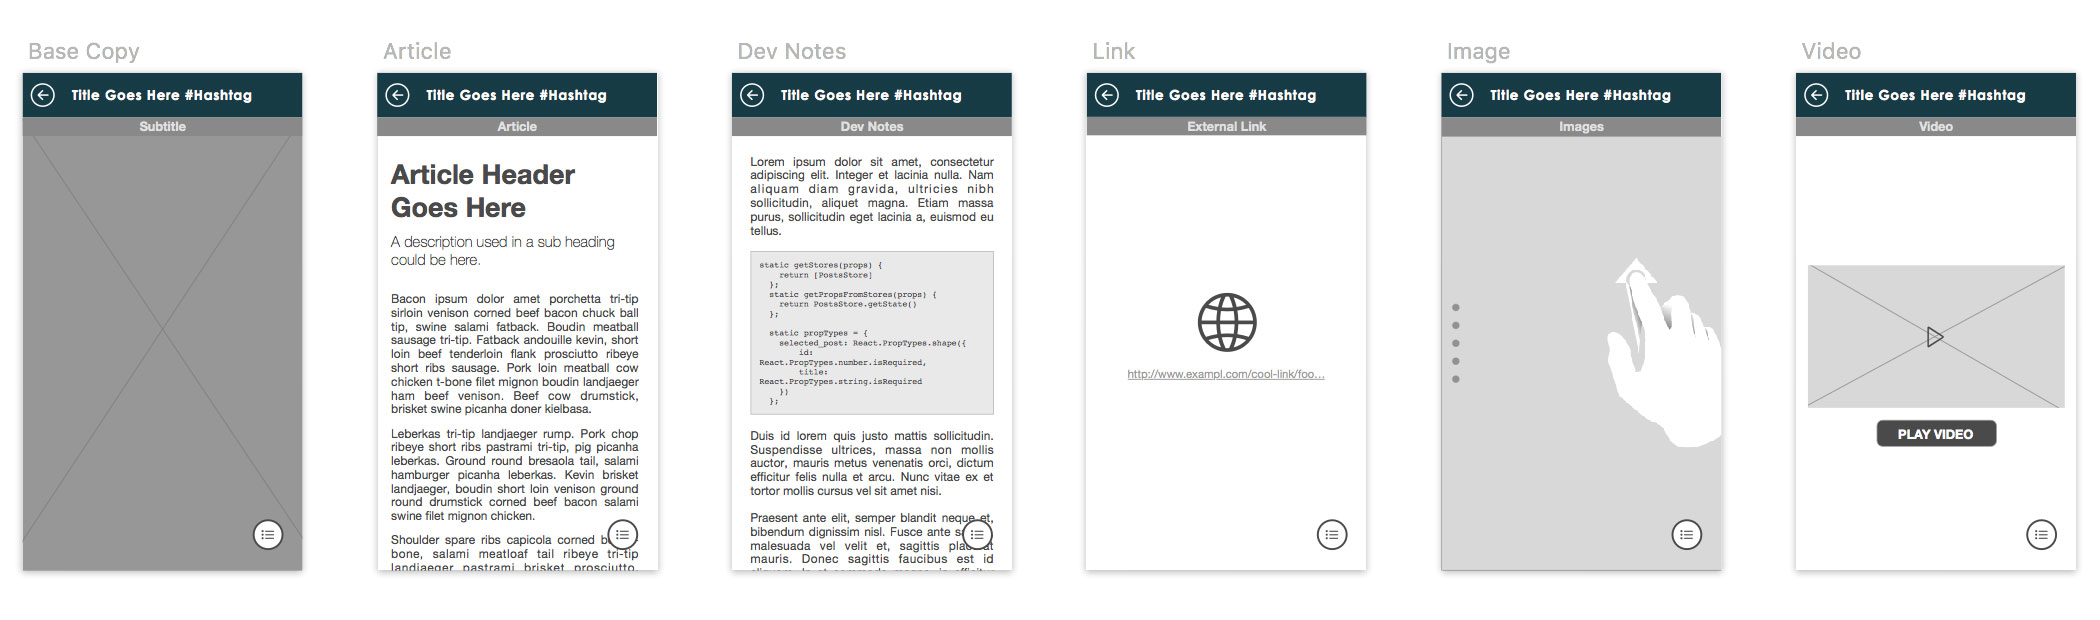 Base Copy
Title Goes Here #Hashtag
Subtitle
Article
Title Goes Here #Hashtag
Article
Article Header
Goes Here
A description used in a sub heading
could be here.
Bacon ipsum dolor amet porchetta tri-tip
sirloin venison corned beef bacon chuck ball
tip, swine salami fatback. Boudin meatball
sausage tri-tip. Fatback andouille kevin, short
loin beef tenderloin flank prosciutto ribeye
short ribs sausage. Pork loin meatball cow
chicken t-bone filet mignon boudin landjaeger
ham beef venison. Beef cow drumstick,
brisket swine picanha doner kielbasa.
Leberkas tri-tip landjaeger rump. Pork chop
ribeye short ribs pastrami tri-tip, pig picanha
leberkas. Ground round bresaola tail, salami
hamburger picanha leberkas. Kevin brisket
landjaeger, boudin short loin venison ground
round drumstick corned beef bacon salami
swine filet mignon chicken.
Shoulder spare ribs capicola corned
bone, salami meatloaf tail ribeye tri-tip
landjaeger pastrami brisket prosciutto,
Dev Notes
Title Goes Here #Hashtag
Dev Notes
Lorem ipsum dolor sit amet, consectetur
adipiscing elit. Integer et lacinia nulla. Nam
aliquam diam gravida, ultricies nibh
sollicitudin, aliquet magna. Etiam massa
purus, sollicitudin eget lacinia a, euismod eu
tellus.
static getStores(props) {
return [PostsStore]
};
static getPropsFromStores(props) {
return PostsStore.getState()
};
static propTypes = {
selected_post: React.PropTypes.shape({
id:
React.PropTypes.number.isRequired,
title:
React.PropTypes.string.isRequired
})
};
Duis id lorem quis justo mattis sollicitudin.
Suspendisse ultrices, massa non mollis
auctor, mauris metus venenatis orci, dictum
efficitur felis nulla et arcu. Nunc vitae ex et
tortor mollis cursus vel sit amet nisi.
Praesent ante elit, semper blandit neque et,
bibendum dignissim nisl. Fusce ante
malesuada vel velit et, sagittis
mauris. Donec sagittis faucibus est id
Link
Title Goes Here #Hashtag
External Link
http://www.exampl.com/cool-link/foo...
Image
Title Goes Here #Hashtag
Images
Video
Title Goes Here #Hashtag
Video
PLAY VIDEO